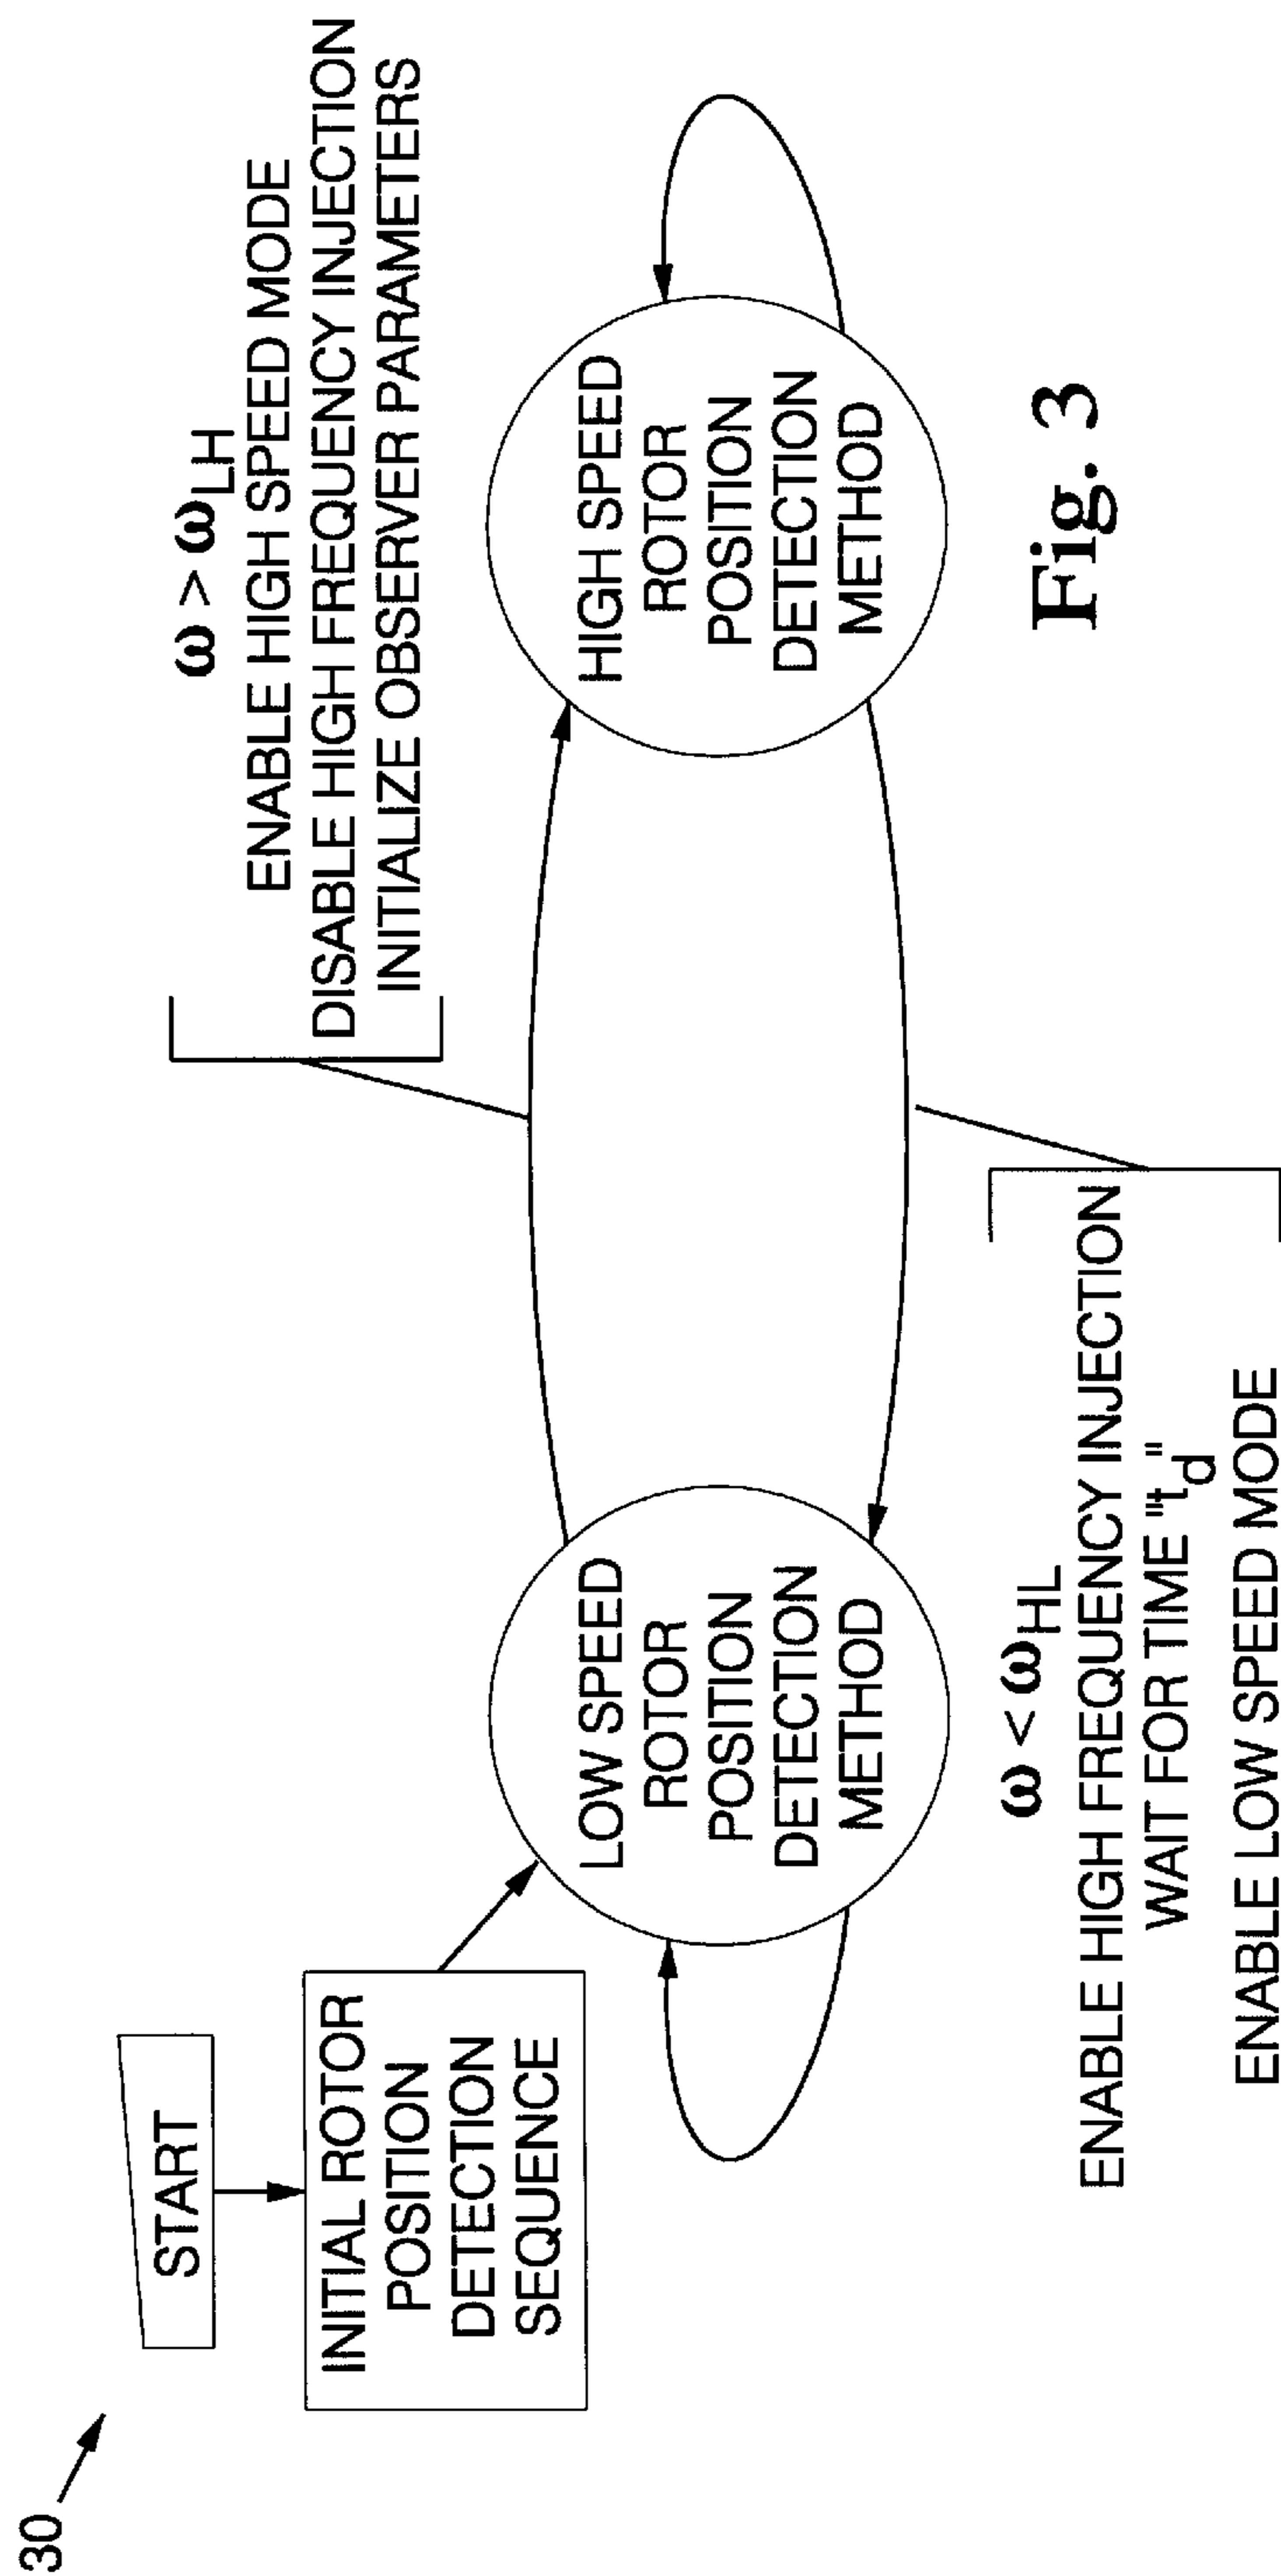 30
START
INITIAL ROTOR
POSITION
DETECTION
SEQUENCE
ω > ω_LH
ENABLE HIGH SPEED MODE
DISABLE HIGH FREQUENCY INJECTION
INITIALIZE OBSERVER PARAMETERS
LOW SPEED
ROTOR
POSITION
DETECTION
METHOD
HIGH SPEED
ROTOR
POSITION
DETECTION
METHOD
ω < ω_HL
ENABLE HIGH FREQUENCY INJECTION
WAIT FOR TIME "t_d"
ENABLE LOW SPEED MODE
Fig. 3